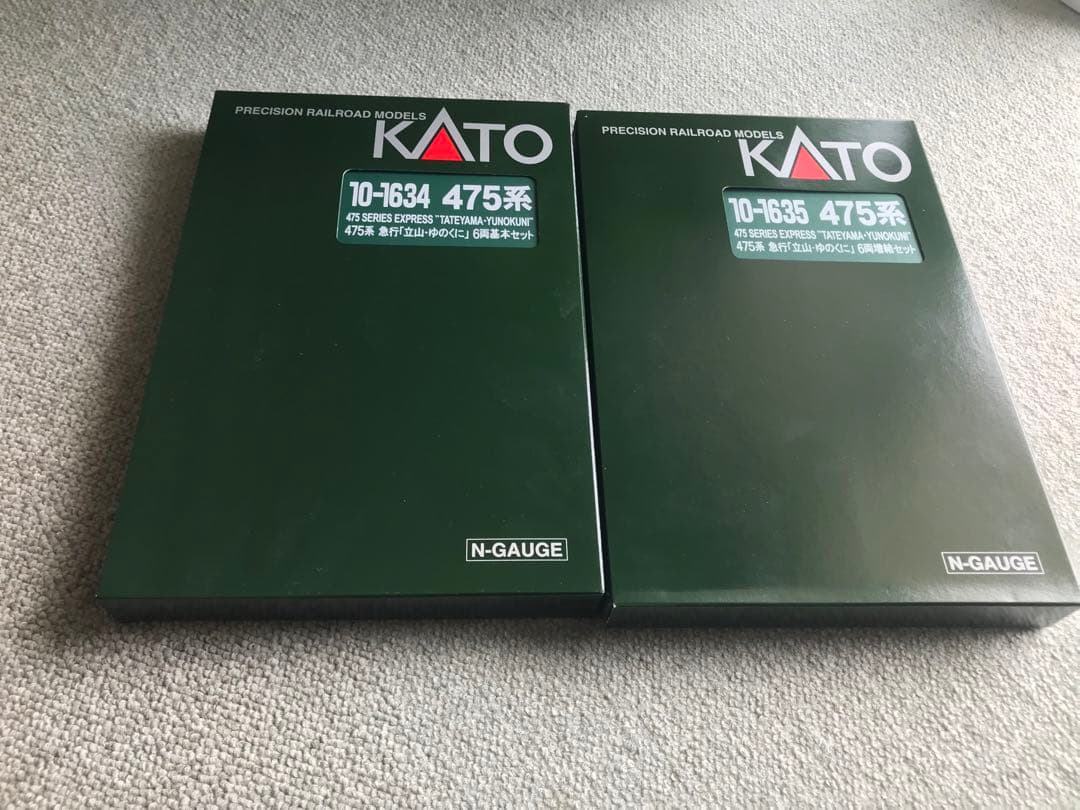 PRECISION RAILROAD MODELS
KATO
10-1634 475系
475 SERIES EXPRESS "TATEYAMA·YUNOKUNI"
475系 急行「立山·ゆのくに」6両基本セット
N-GAUGE
PRECISION RAILROAD MODELS
KATO
10-1635 475系
475 SERIES EXPRESS "TATEYAMA·YUNOKUNI"
475系 急行「立山·ゆのくに」6両増結セット
N-GAUGE